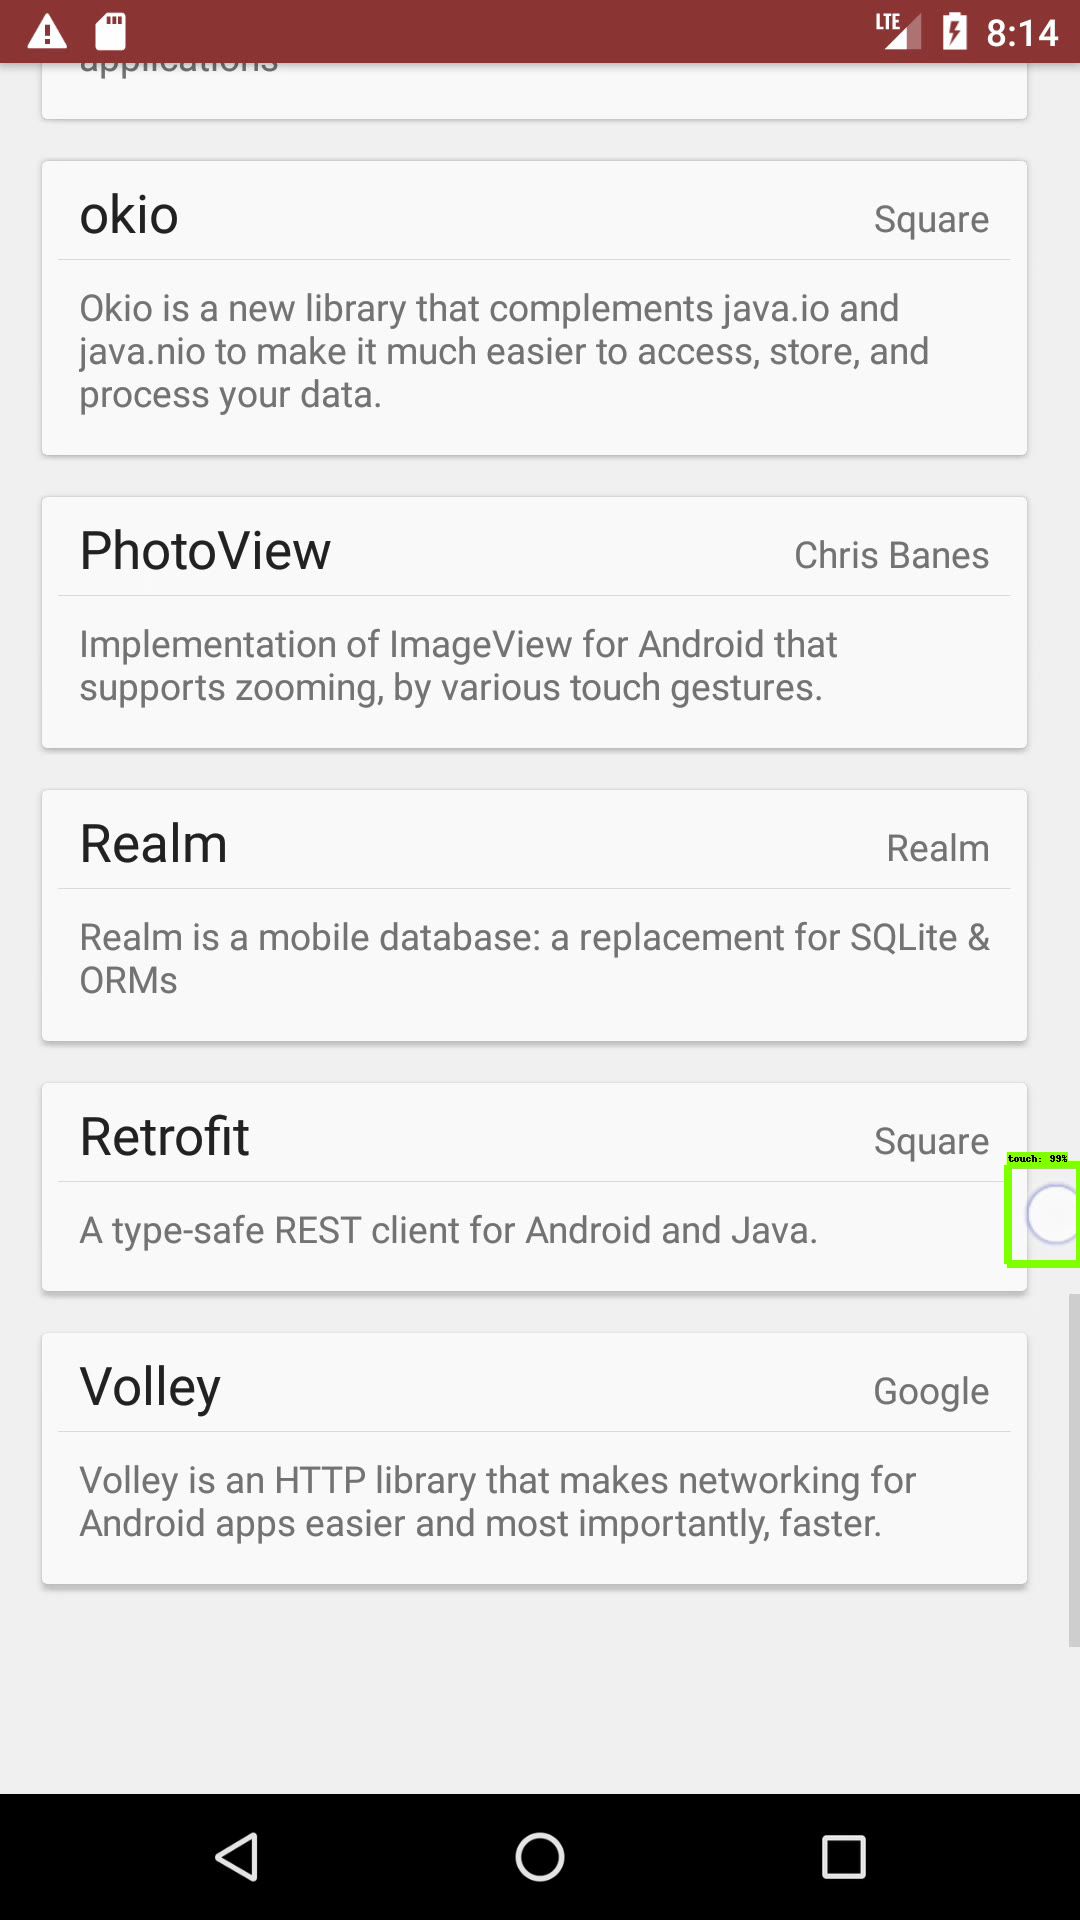 LTE 8:14
applications
okio Square
Okio is a new library that complements java.io and
java.nio to make it much easier to access, store, and
process your data.
PhotoView Chris Banes
Implementation of ImageView for Android that
supports zooming, by various touch gestures.
Realm Realm
Realm is a mobile database: a replacement for SQLite &
ORMs
Retrofit Square
touch: 99%
A type-safe REST client for Android and Java.
Volley Google
Volley is an HTTP library that makes networking for
Android apps easier and most importantly, faster.